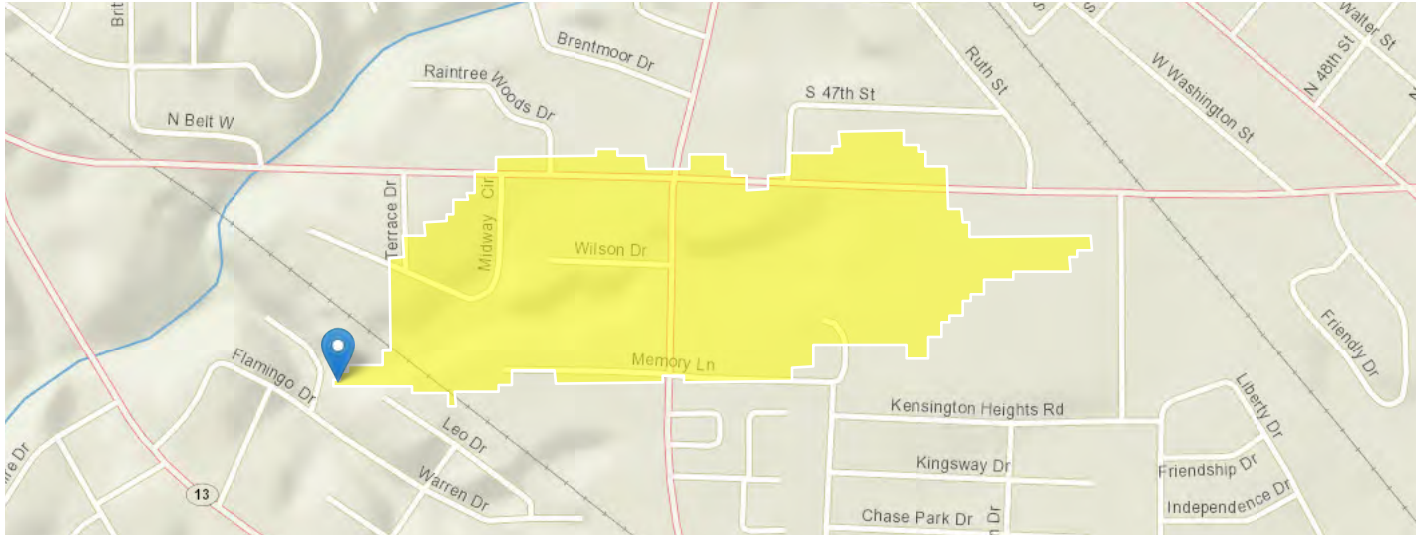 Brit
N Belt W
Raintree Woods Dr
Brentmoor Dr
S 47th St
Ruth St
W Washington St
N 48th St
Walter St
Terrace Dr
Midway Cir
Wilson Dr
Memory Ln
Flamingo Dr
Leo Dr
Warren Dr
13
Kensington Heights Rd
Kingsway Dr
Chase Park Dr
n Dr
Friendly Dr
Liberty Dr
Friendship Dr
Independence Dr